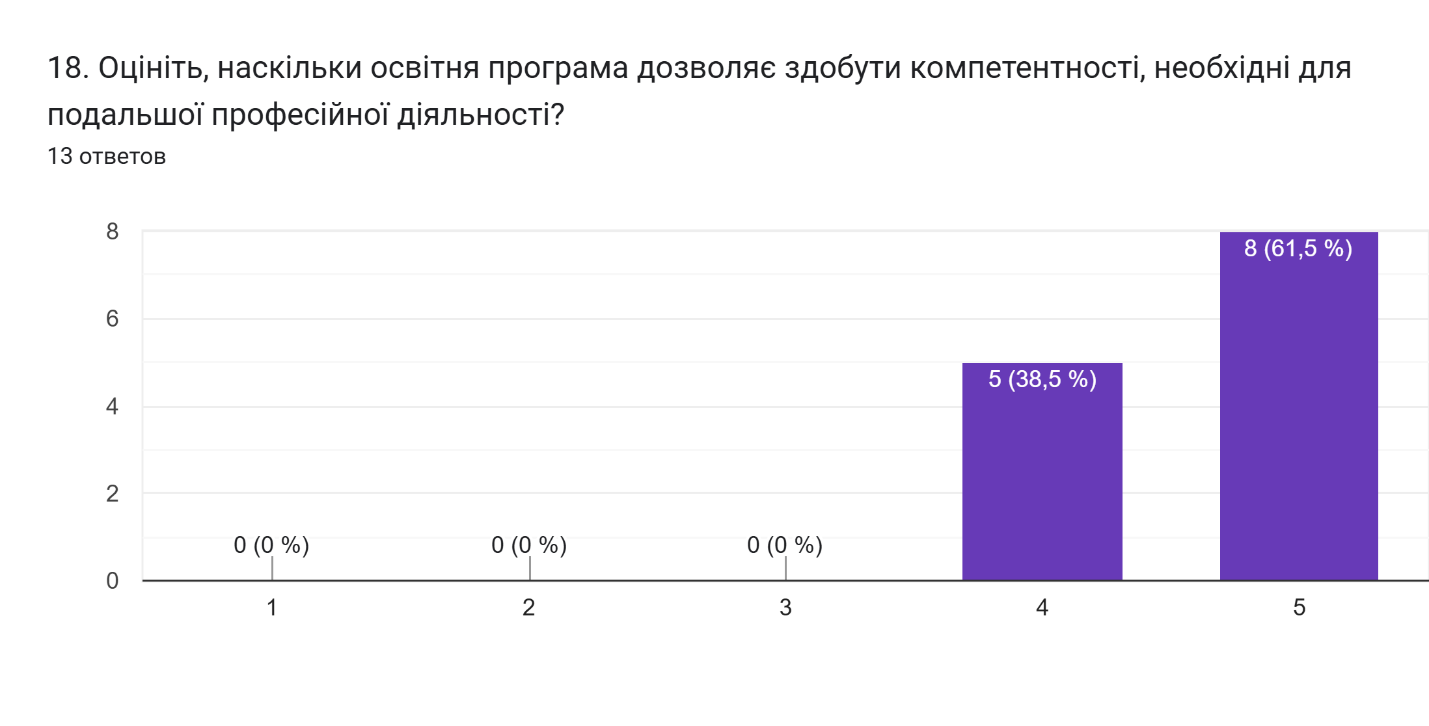 18. Оцініть, наскільки освітня програма дозволяє здобути компетентності, необхідні для
подальшої професійної діяльності?
13 ответов
8
6
4
2
0
0 (0 %)
0 (0 %)
0 (0 %)
5 (38,5 %)
8 (61,5 %)
1
2
3
4
5